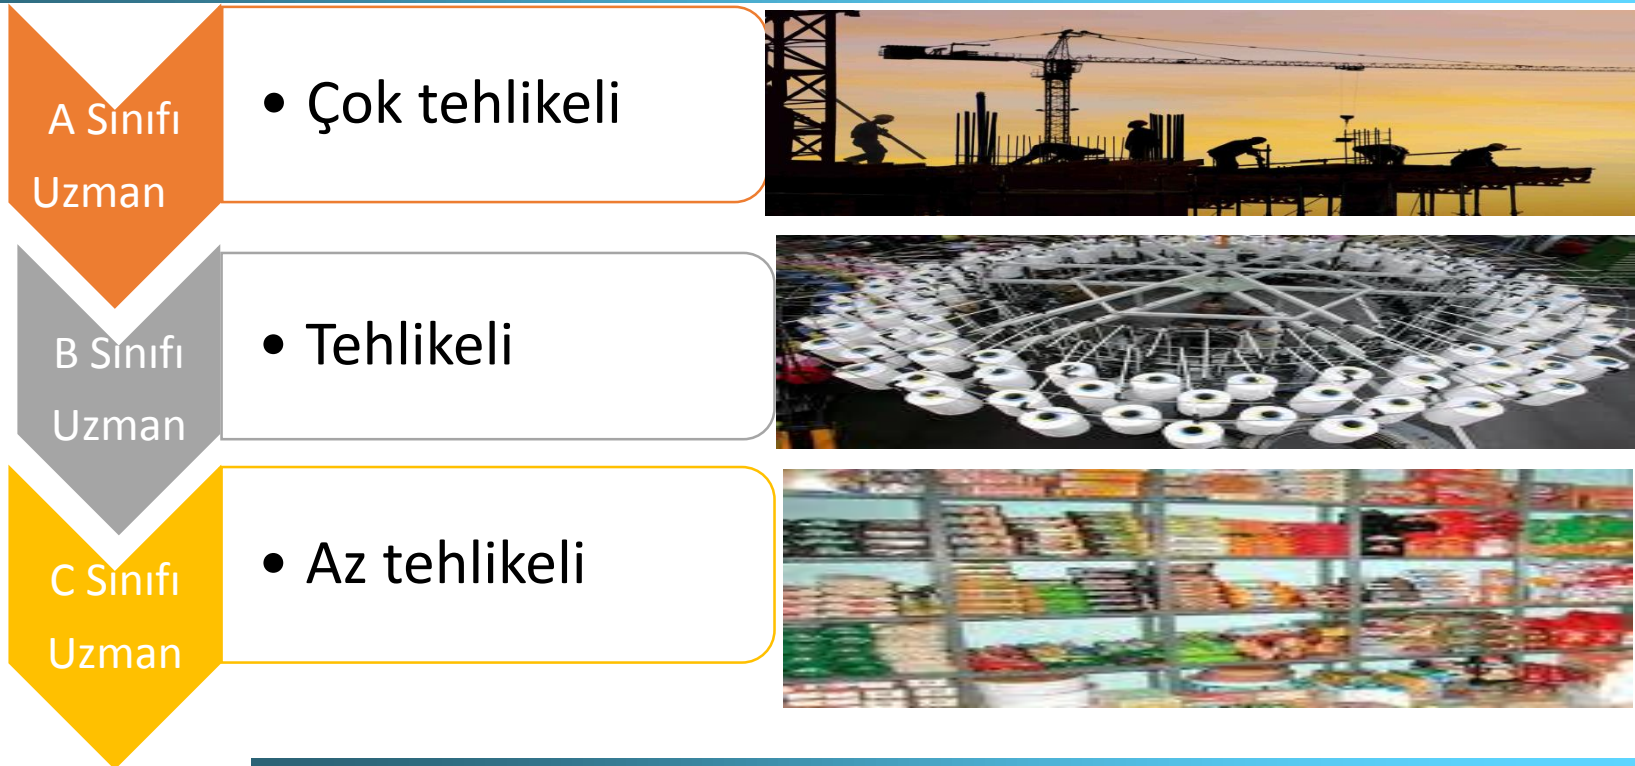 A Sınıfı
Uzman
• Çok tehlikeli
B Sınıfı
Uzman
• Tehlikeli
C Sınıfı
Uzman
• Az tehlikeli